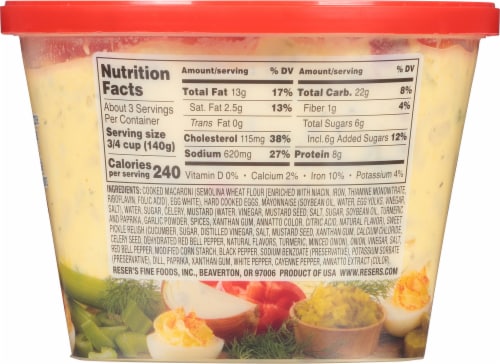 Nutrition
Facts
About 3 Servings
Per Container
Serving size
3/4 cup (140g)
Calories
per serving 240
Amount/serving % DV
Total Fat 13g 17%
Sat. Fat 2.5g 13%
Trans Fat 0g
Cholesterol 115mg 38%
Sodium 620mg 27%
Amount/serving % DV
Total Carb. 22g 8%
Fiber 1g 4%
Total Sugars 6g
Incl. 6g Added Sugars 12%
Protein 8g
Vitamin D 0% • Calcium 2% • Iron 10% • Potassium 4%
INGREDIENTS: COOKED MACARONI (SEMOLINA WHEAT FLOUR [ENRICHED WITH NIACIN, IRON, THIAMINE MONONITRATE,
RIBOFLAVIN, FOLIC ACID], EGG WHITE), HARD COOKED EGGS, MAYONNAISE (SOYBEAN OIL, WATER, EGG YOLKS, VINEGAR,
SALT), WATER, SUGAR, CELERY, MUSTARD (WATER, VINEGAR, MUSTARD SEED, SALT, SUGAR, SOYBEAN OIL, TURMERIC
AND PAPRIKA, GARLIC POWDER, SPICES, XANTHAN GUM, ANNATTO COLOR, CITRIC ACID, NATURAL FLAVOR), SWEET
PICKLE RELISH (CUCUMBER, SUGAR, DISTILLED VINEGAR, SALT, MUSTARD SEED, XANTHAN GUM, CALCIUM CHLORIDE,
CELERY SEED, DEHYDRATED RED BELL PEPPER, NATURAL FLAVORS, TURMERIC, MINCED ONION), ONION, VINEGAR, SALT,
RED BELL PEPPER, MODIFIED CORN STARCH, BLACK PEPPER, SODIUM BENZOATE (PRESERVATIVE), POTASSIUM SORBATE
(PRESERVATIVE), DILL, PAPRIKA, XANTHAN GUM, WHITE PEPPER, CAYENNE PEPPER, ANNATTO EXTRACT (COLOR).
RESER'S FINE FOODS, INC., BEAVERTON, OR 97006 PRODUCT OF USA WWW.RESERS.COM